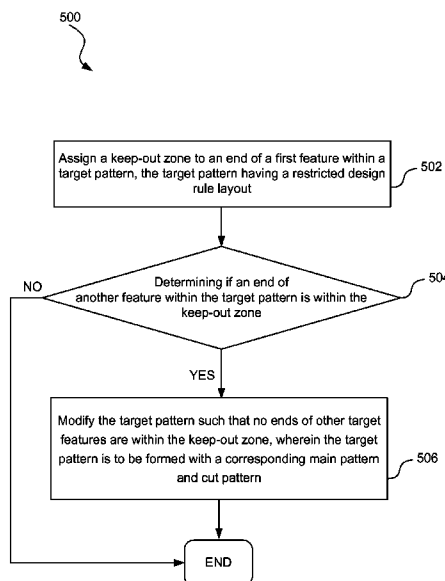 500
Assign a keep-out zone to an end of a first feature within a
target pattern, the target pattern having a restricted design
rule layout
502
Determining if an end of
another feature within the target pattern is within the
keep-out zone
504
NO
YES
Modify the target pattern such that no ends of other target
features are within the keep-out zone, wherein the target
pattern is to be formed with a corresponding main pattern
and cut pattern
506
END